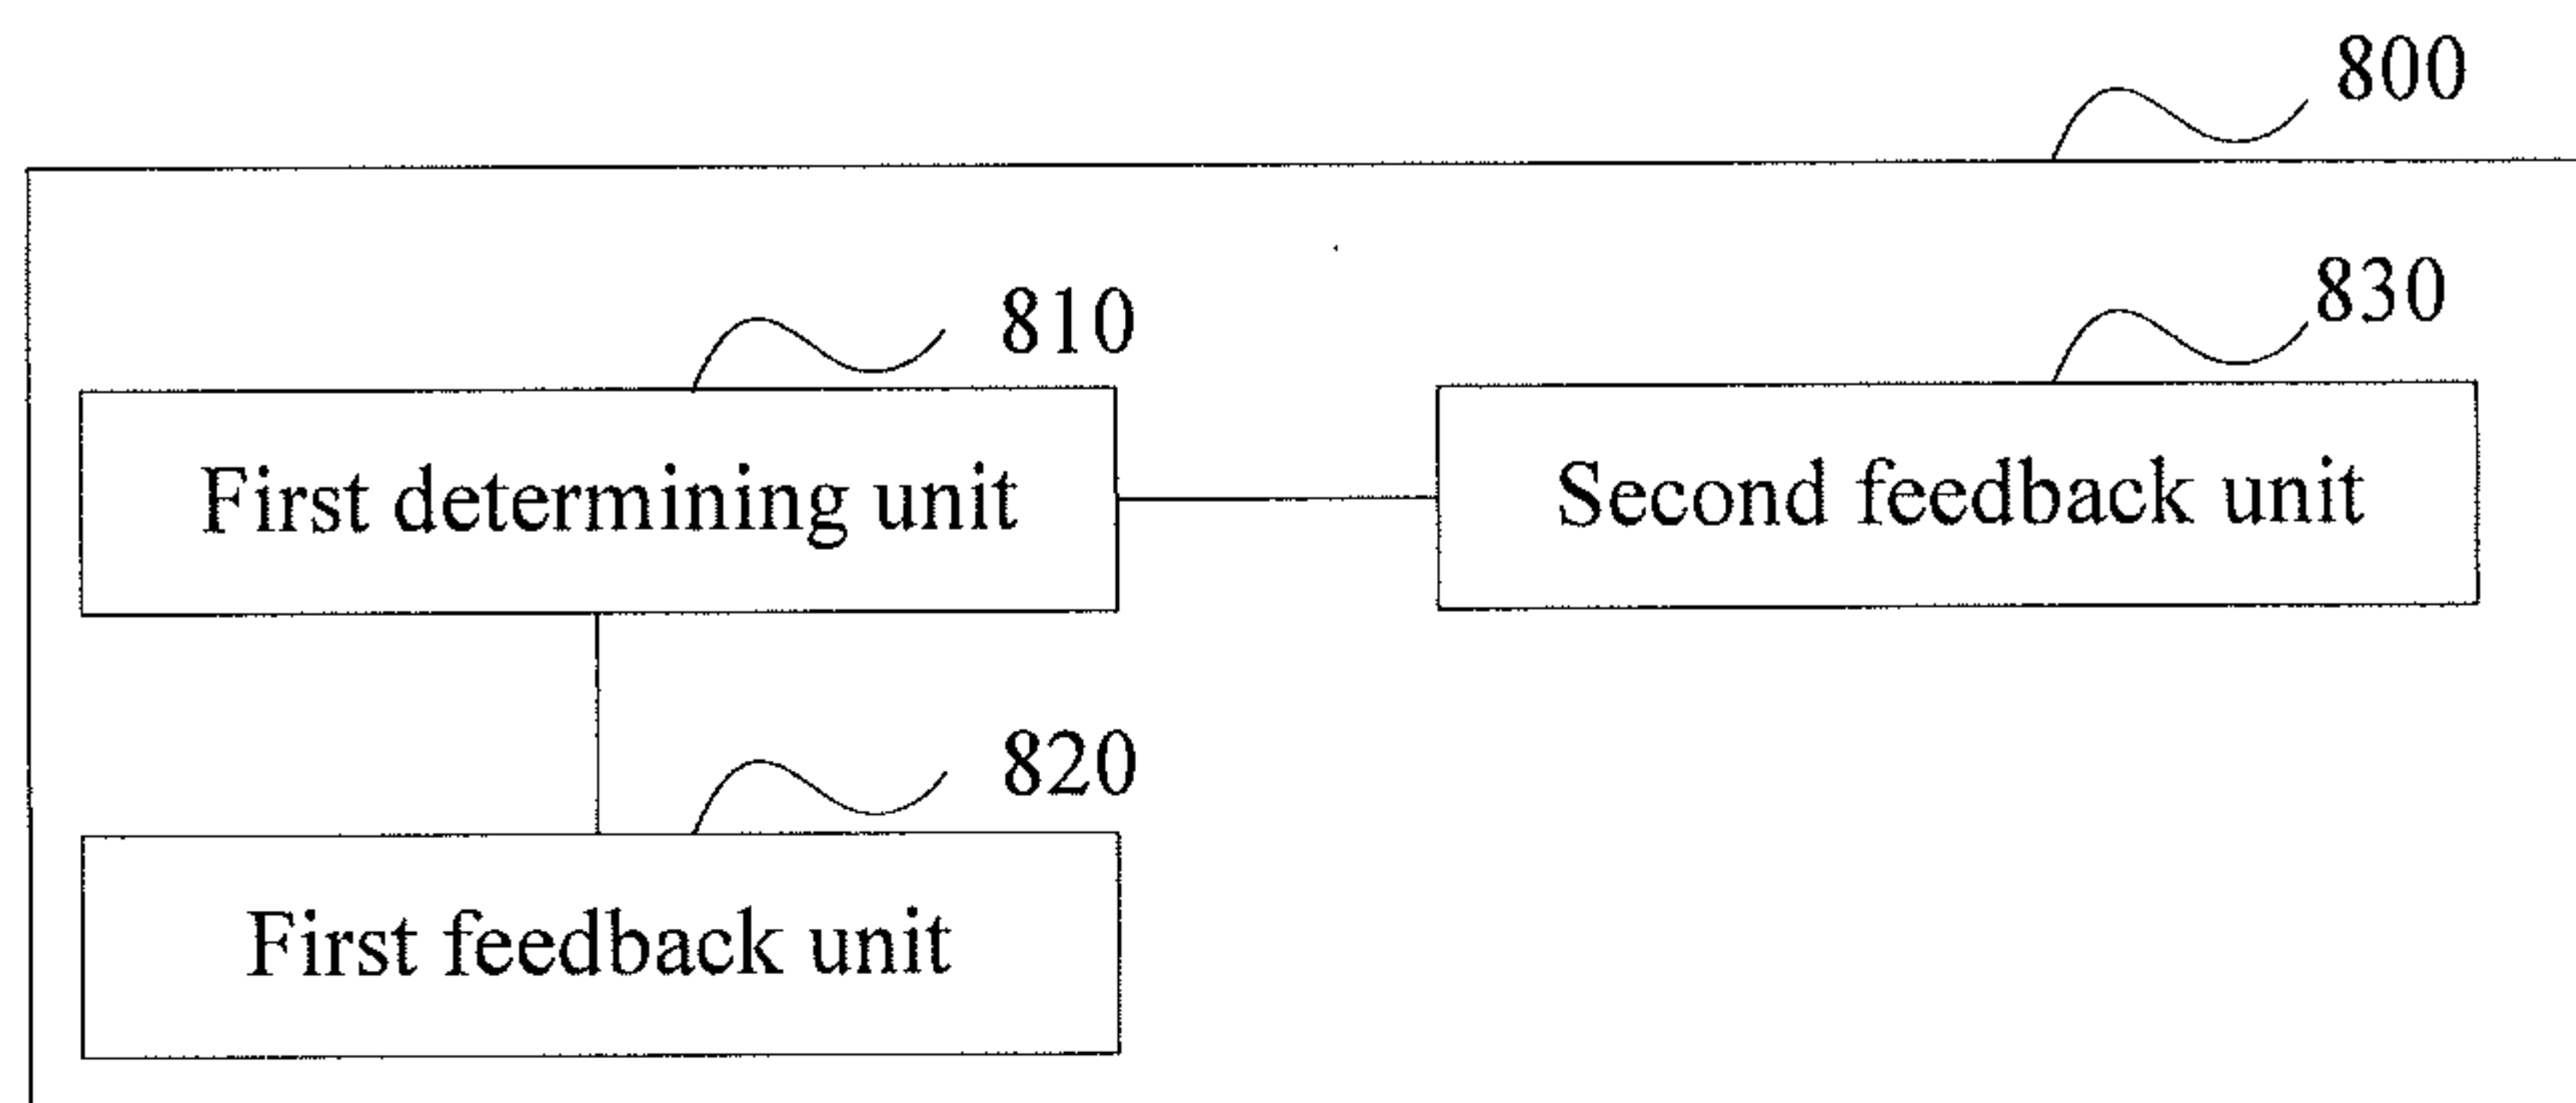 800
810
830
First determining unit
Second feedback unit
820
First feedback unit